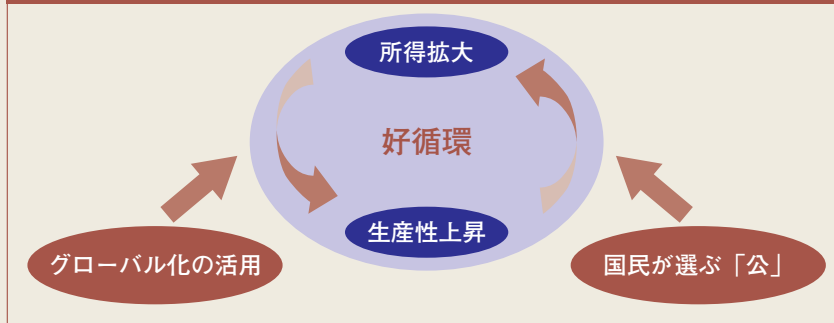 所得拡大
好循環
生産性上昇
グローバル化の活用
国民が選ぶ「公」